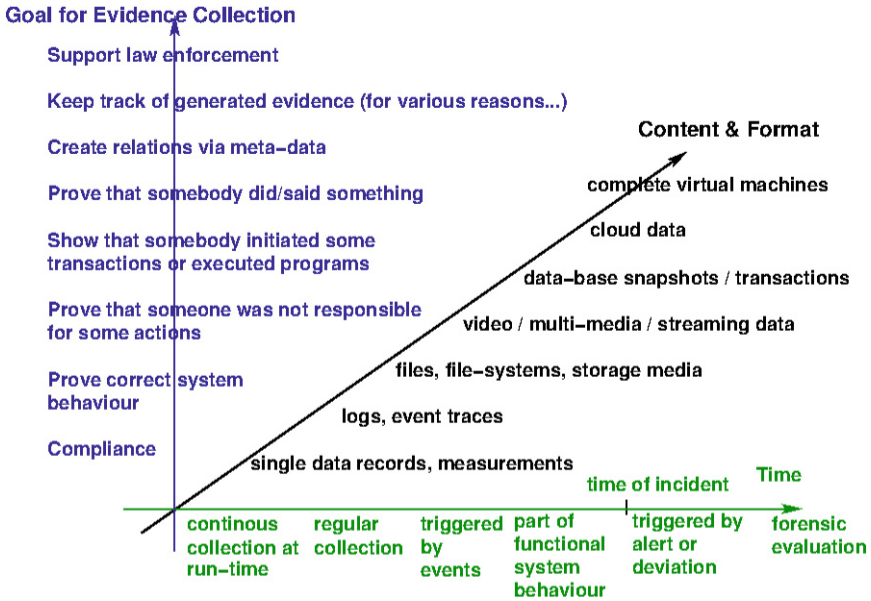 Goal for Evidence Collection
Support law enforcement
Keep track of generated evidence (for various reasons...)
Create relations via meta-data
Prove that somebody did/said something
Show that somebody initiated some
transactions or executed programs
Prove that someone was not responsible
for some actions
Prove correct system
behaviour
Compliance
Content & Format
complete virtual machines
cloud data
data-base snapshots / transactions
video / multi-media / streaming data
files, file-systems, storage media
logs, event traces
single data records, measurements
time of incident
Time
continous
collection at
run-time
regular
collection
triggered
by
events
part of
functional
system
behaviour
triggered by
alert or
deviation
forensic
evaluation